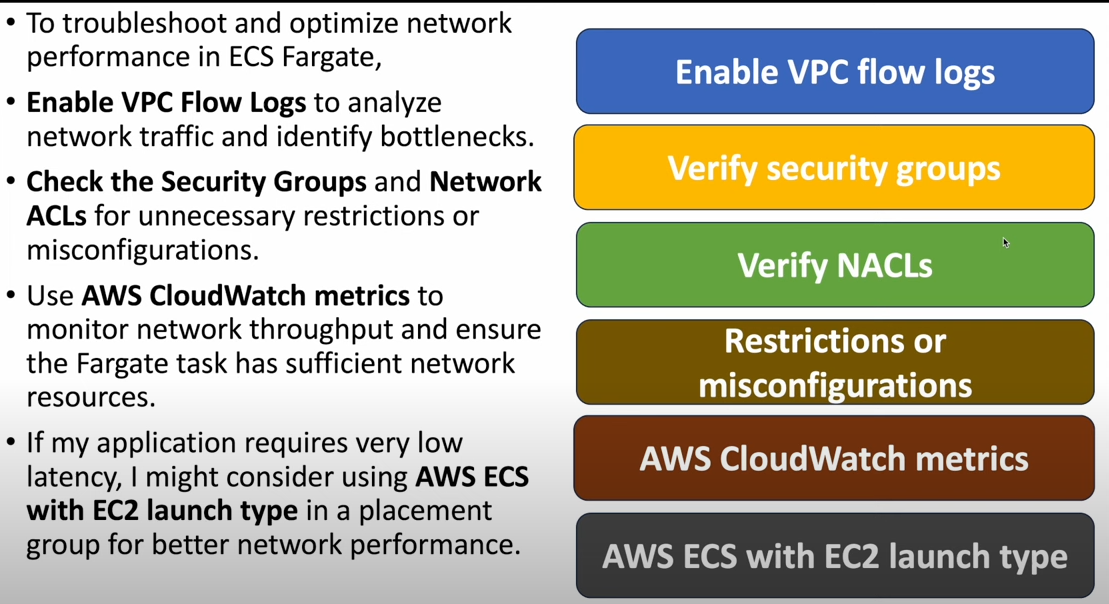 • To troubleshoot and optimize network
performance in ECS Fargate,
• Enable VPC Flow Logs to analyze
network traffic and identify bottlenecks.
• Check the Security Groups and Network
ACLs for unnecessary restrictions or
misconfigurations.
• Use AWS CloudWatch metrics to
monitor network throughput and ensure
the Fargate task has sufficient network
resources.
• If my application requires very low
latency, I might consider using AWS ECS
with EC2 launch type in a placement
group for better network performance.
Enable VPC flow logs
Verify security groups
Verify NACLs
Restrictions or
misconfigurations
AWS CloudWatch metrics
AWS ECS with EC2 launch type